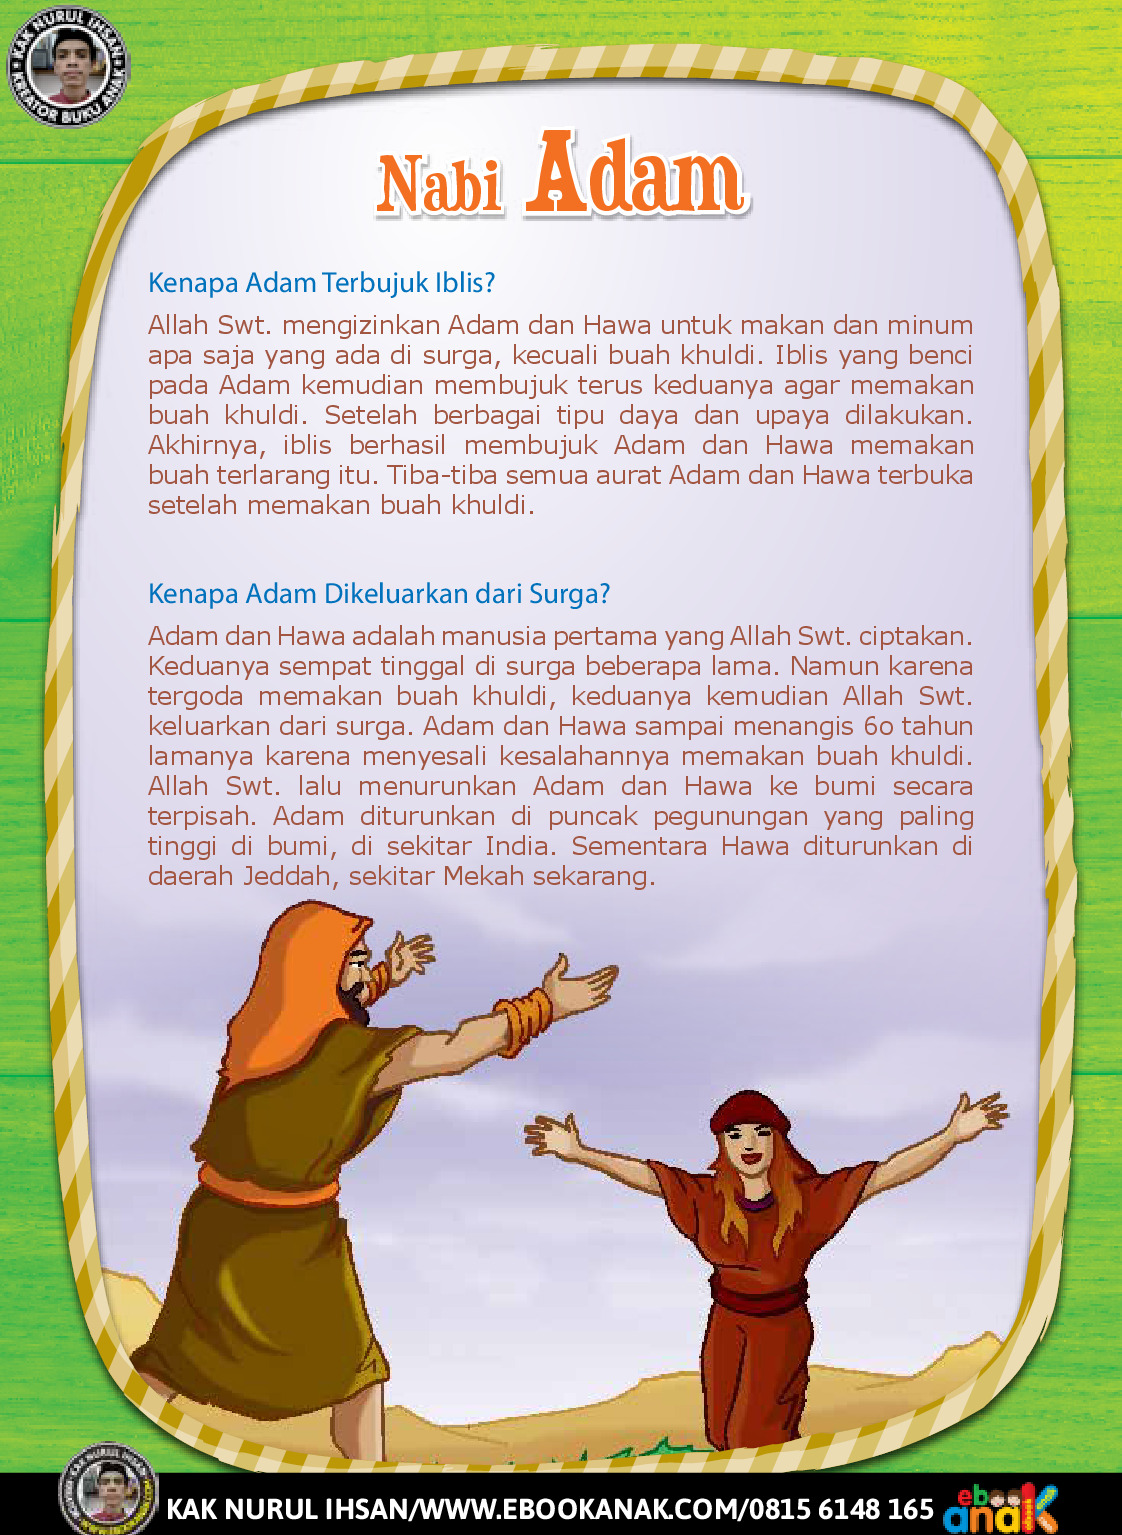 KAK NURUL IHSAN
KREATOR BUKU ANAK
Nabi Adam
Kenapa Adam Terbujuk Iblis?
Allah Swt. mengizinkan Adam dan Hawa untuk makan dan minum
apa saja yang ada di surga, kecuali buah khuldi. Iblis yang benci
pada Adam kemudian membujuk terus keduanya agar memakan
buah khuldi. Setelah berbagai tipu daya dan upaya dilakukan.
Akhirnya, iblis berhasil membujuk Adam dan Hawa memakan
buah terlarang itu. Tiba-tiba semua aurat Adam dan Hawa terbuka
setelah memakan buah khuldi.
Kenapa Adam Dikeluarkan dari Surga?
Adam dan Hawa adalah manusia pertama yang Allah Swt. ciptakan.
Keduanya sempat tinggal di surga beberapa lama. Namun karena
tergoda memakan buah khuldi, keduanya kemudian Allah Swt.
keluarkan dari surga. Adam dan Hawa sampai menangis 6o tahun
lamanya karena menyesali kesalahannya memakan buah khuldi.
Allah Swt. lalu menurunkan Adam dan Hawa ke bumi secara
terpisah. Adam diturunkan di puncak pegunungan yang paling
tinggi di bumi, di sekitar India. Sementara Hawa diturunkan di
daerah Jeddah, sekitar Mekah sekarang.
KAK NURUL IHSAN/WWW.EBOOKANAK.COM/0815 6148 165
ebook
anak